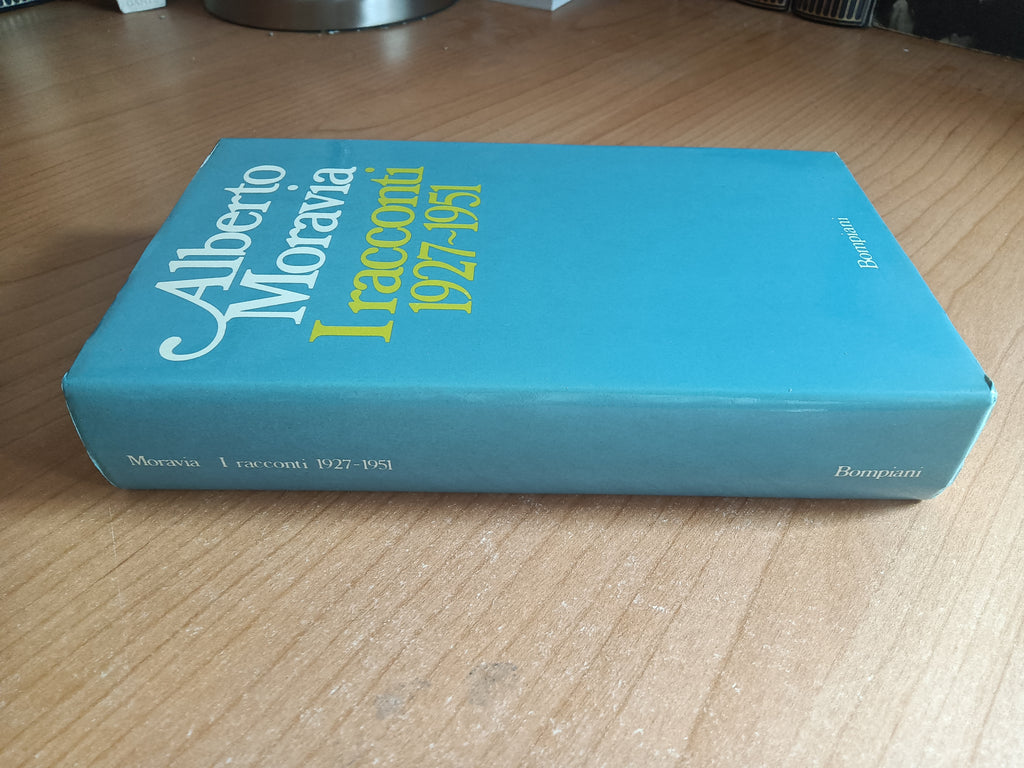 Alberto
Moravia
I racconti
1927~1951
Bompiani
Moravia I racconti 1927-1951
Bompiani